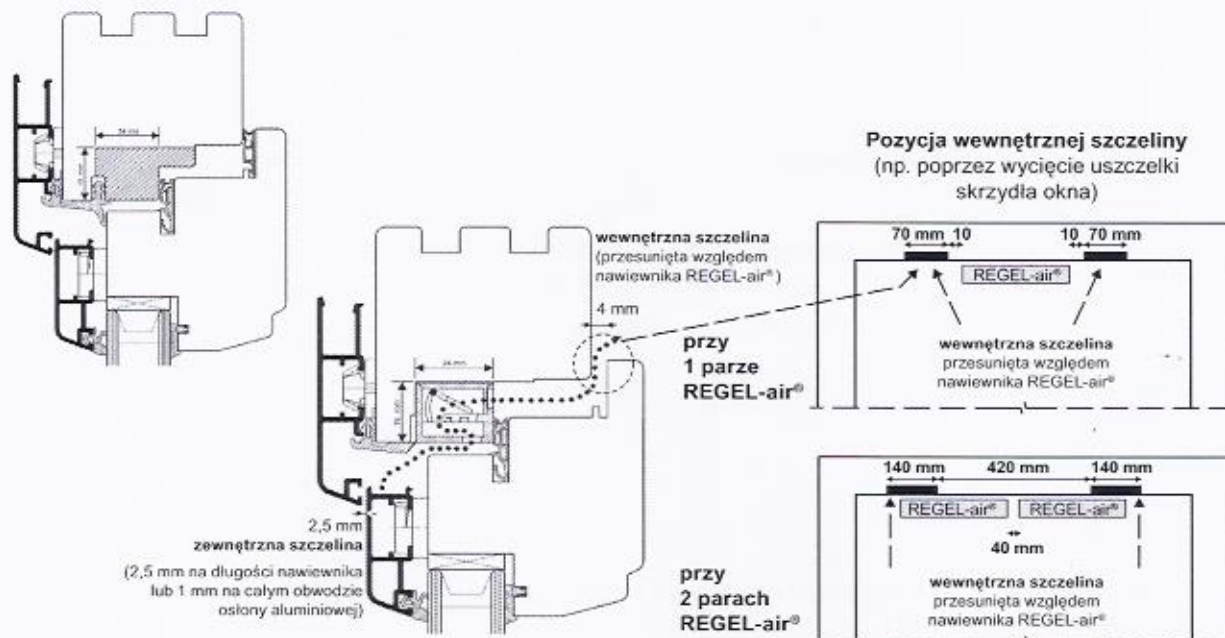 Pozycja wewnętrznej szczeliny
(np. poprzez wycięcie uszczelki
skrzydła okna)
70 mm 10 10 70 mm
REGEL-air®
wewnętrzna szczelina
przesunięta względem
nawiewnika REGEL-air®
wewnętrzna szczelina
(przesunięta względem
nawiewnika REGEL-air®)
4 mm
przy
1 parze
REGEL-air®
2,5 mm
zewnętrzna szczelina
(2,5 mm na długości nawiewnika
lub 1 mm na całym obwodzie
osłony aluminiowej)
140 mm 420 mm 140 mm
REGEL-air® REGEL-air®
40 mm
przy
2 parach
REGEL-air®
wewnętrzna szczelina
przesunięta względem
nawiewnika REGEL-air®